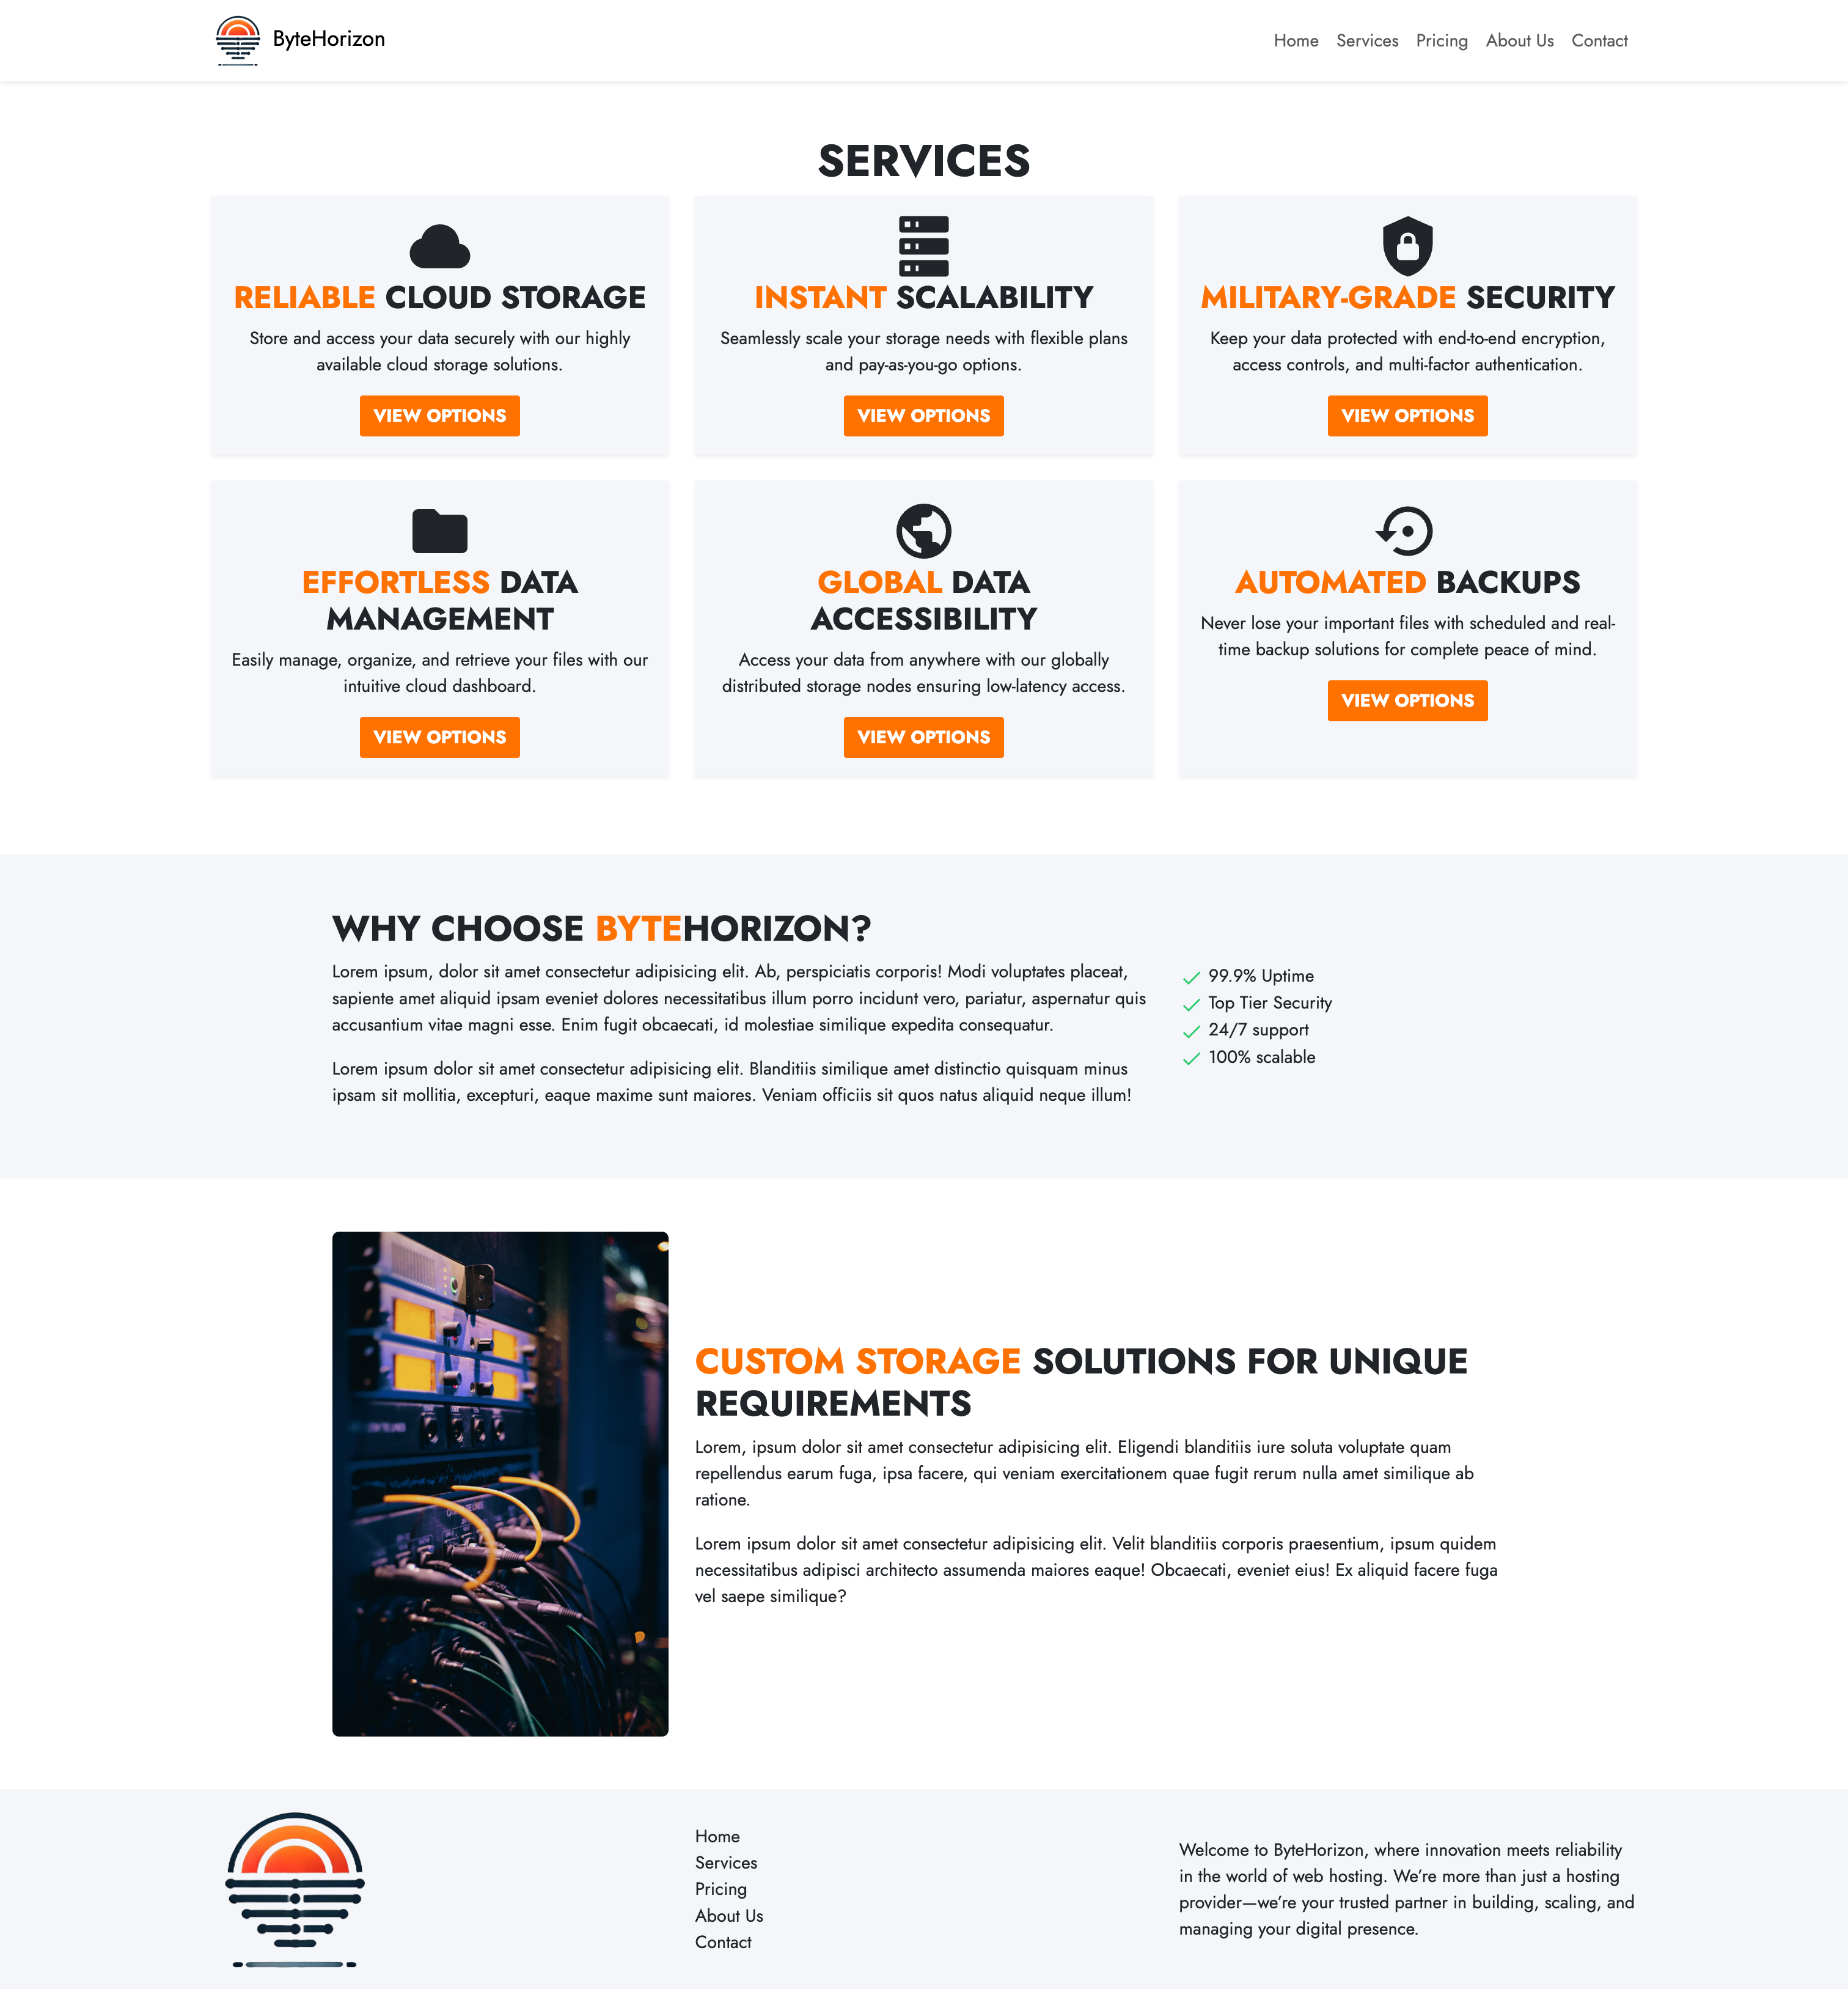 ByteHorizon
Home Services Pricing About Us Contact
SERVICES
RELIABLE CLOUD STORAGE
Store and access your data securely with our highly
available cloud storage solutions.
VIEW OPTIONS
INSTANT SCALABILITY
Seamlessly scale your storage needs with flexible plans
and pay-as-you-go options.
VIEW OPTIONS
MILITARY-GRADE SECURITY
Keep your data protected with end-to-end encryption,
access controls, and multi-factor authentication.
VIEW OPTIONS
EFFORTLESS DATA
MANAGEMENT
Easily manage, organize, and retrieve your files with our
intuitive cloud dashboard.
VIEW OPTIONS
GLOBAL DATA
ACCESSIBILITY
Access your data from anywhere with our globally
distributed storage nodes ensuring low-latency access.
VIEW OPTIONS
AUTOMATED BACKUPS
Never lose your important files with scheduled and real-
time backup solutions for complete peace of mind.
VIEW OPTIONS
WHY CHOOSE BYTEHORIZON?
Lorem ipsum, dolor sit amet consectetur adipisicing elit. Ab, perspiciatis corporis! Modi voluptates placeat,
sapiente amet aliquid ipsam eveniet dolores necessitatibus illum porro incidunt vero, pariatur, aspernatur quis
accusantium vitae magni esse. Enim fugit obcaecati, id molestiae similique expedita consequatur.
Lorem ipsum dolor sit amet consectetur adipisicing elit. Blanditiis similique amet distinctio quisquam minus
ipsam sit mollitia, excepturi, eaque maxime sunt maiores. Veniam officiis sit quos natus aliquid neque illum!
99.9% Uptime
Top Tier Security
24/7 support
100% scalable
CUSTOM STORAGE SOLUTIONS FOR UNIQUE
REQUIREMENTS
Lorem, ipsum dolor sit amet consectetur adipisicing elit. Eligendi blanditiis iure soluta voluptate quam
repellendus earum fuga, ipsa facere, qui veniam exercitationem quae fugit rerum nulla amet similique ab
ratione.
Lorem ipsum dolor sit amet consectetur adipisicing elit. Velit blanditiis corporis praesentium, ipsum quidem
necessitatibus adipisci architecto assumenda maiores eaque! Obcaecati, eveniet eius! Ex aliquid facere fuga
vel saepe similique?
Home
Services
Pricing
About Us
Contact
Welcome to ByteHorizon, where innovation meets reliability
in the world of web hosting. We’re more than just a hosting
provider—we’re your trusted partner in building, scaling, and
managing your digital presence.